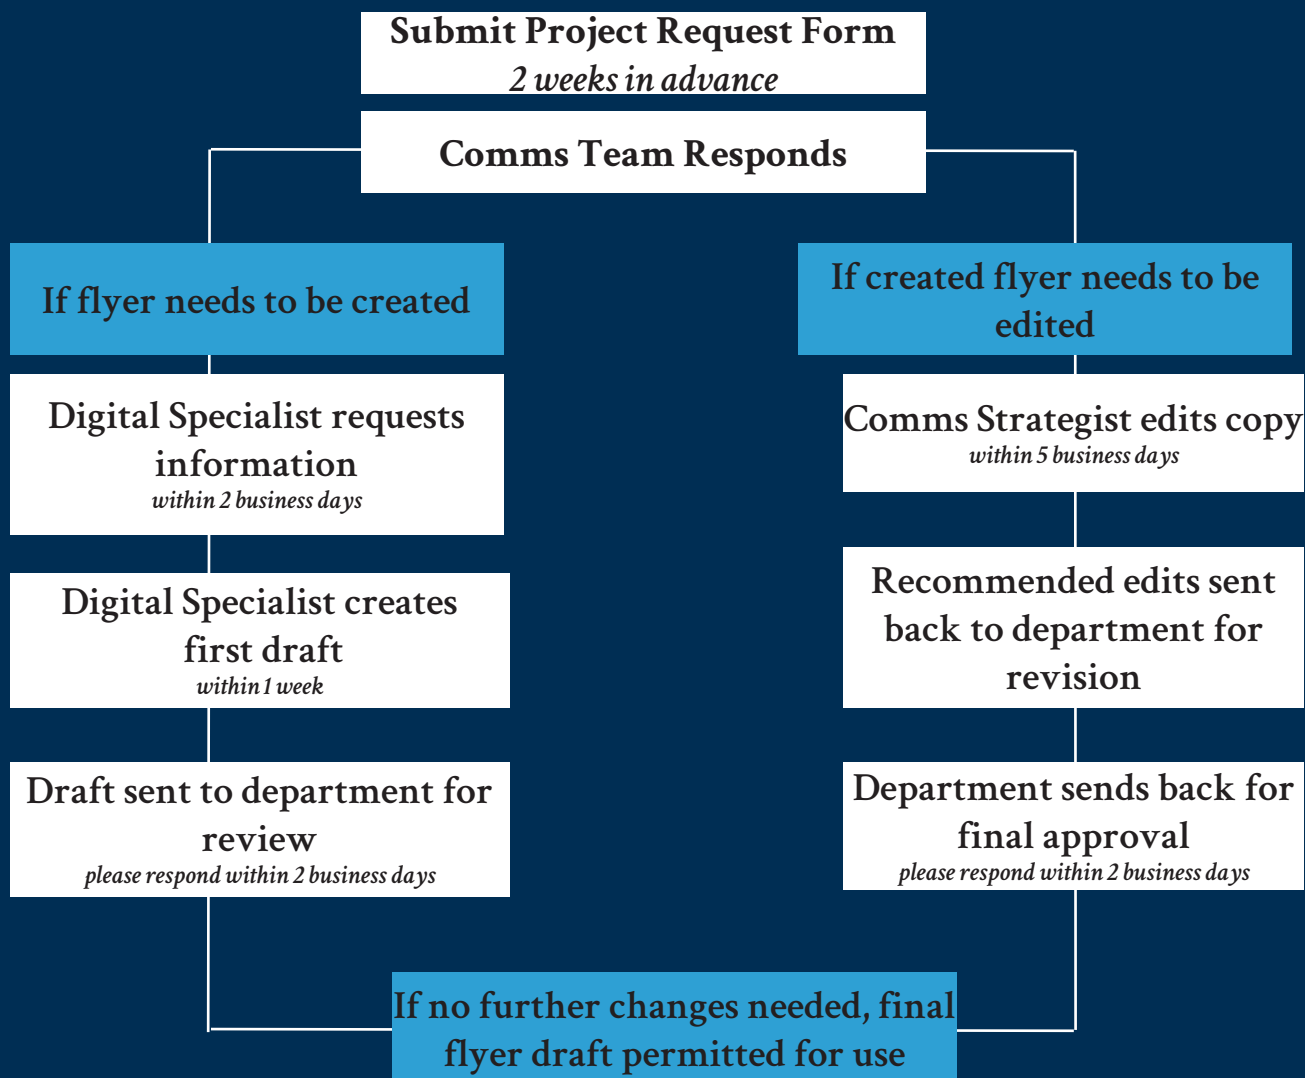 Submit Project Request Form
2 weeks in advance
Comms Team Responds
If flyer needs to be created
Digital Specialist requests
information
within 2 business days
Digital Specialist creates
first draft
within 1 week
Draft sent to department for
review
please respond within 2 business days
If created flyer needs to be
edited
Comms Strategist edits copy
within 5 business days
Recommended edits sent
back to department for
revision
Department sends back for
final approval
please respond within 2 business days
If no further changes needed, final
flyer draft permitted for use